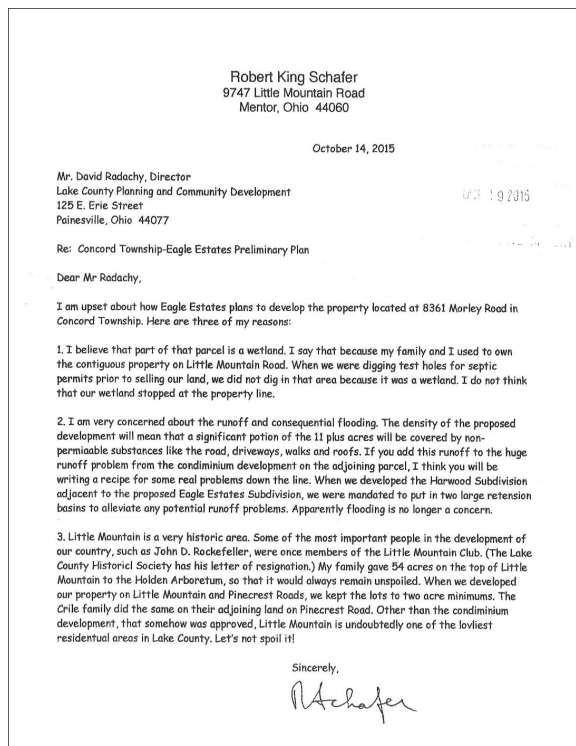 Robert King Schafer
9747 Little Mountain Road
Mentor, Ohio 44060
October 14, 2015
Mr. David Radachy, Director
Lake County Planning and Community Development
125 E. Erie Street
Painesville, Ohio 44077
19 2015
Re: Concord Township-Eagle Estates Preliminary Plan
Dear Mr Radachy,
I am upset about how Eagle Estates plans to develop the property located at 8361 Morley Road in
Concord Township. Here are three of my reasons:
1. I believe that part of that parcel is a wetland. I say that because my family and I used to own
the contiguous property on Little Mountain Road. When we were digging test holes for septic
permits prior to selling our land, we did not dig in that area because it was a wetland. I do not think
that our wetland stopped at the property line.
2. I am very concerned about the runoff and consequential flooding. The density of the proposed
development will mean that a significant potion of the 11 plus acres will be covered by non-
permiaable substances like the road, driveways, walks and roofs. If you add this runoff to the huge
runoff problem from the condiminium development on the adjoining parcel, I think you will be
writing a recipe for some real problems down the line. When we developed the Harwood Subdivision
adjacent to the proposed Eagle Estates Subdivision, we were mandated to put in two large retension
basins to alleviate any potential runoff problems. Apparently flooding is no longer a concern.
3. Little Mountain is a very historic area. Some of the most important people in the development of
our country, such as John D. Rockefeller, were once members of the Little Mountain Club. (The Lake
County Historicl Society has his letter of resignation.) My family gave 54 acres on the top of Little
Mountain to the Holden Arboretum, so that it would always remain unspoiled. When we developed
our property on Little Mountain and Pinecrest Roads, we kept the lots to two acre minimums. The
Crile family did the same on their adjoining land on Pinecrest Road. Other than the condiminium
development, that somehow was approved, Little Mountain is undoubtedly one of the lovliest
residentual areas in Lake County. Let's not spoil it!
Sincerely,
RSchafer